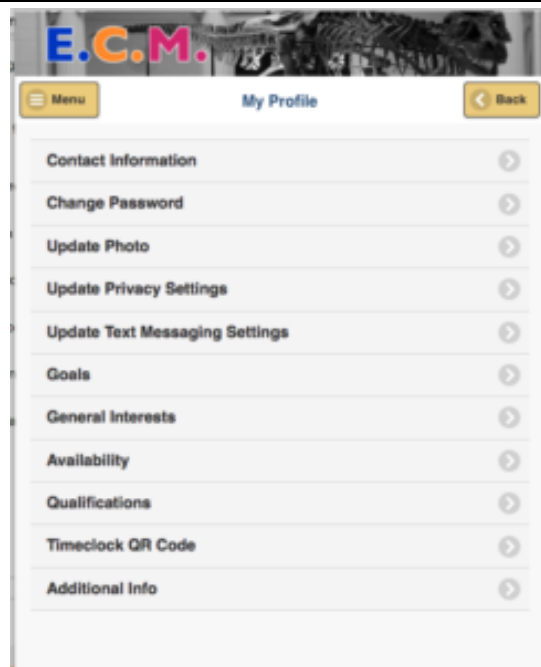 E.C.M.
Menu
My Profile
Back
Contact Information
Change Password
Update Photo
Update Privacy Settings
Update Text Messaging Settings
Goals
General Interests
Availability
Qualifications
Timeclock QR Code
Additional Info